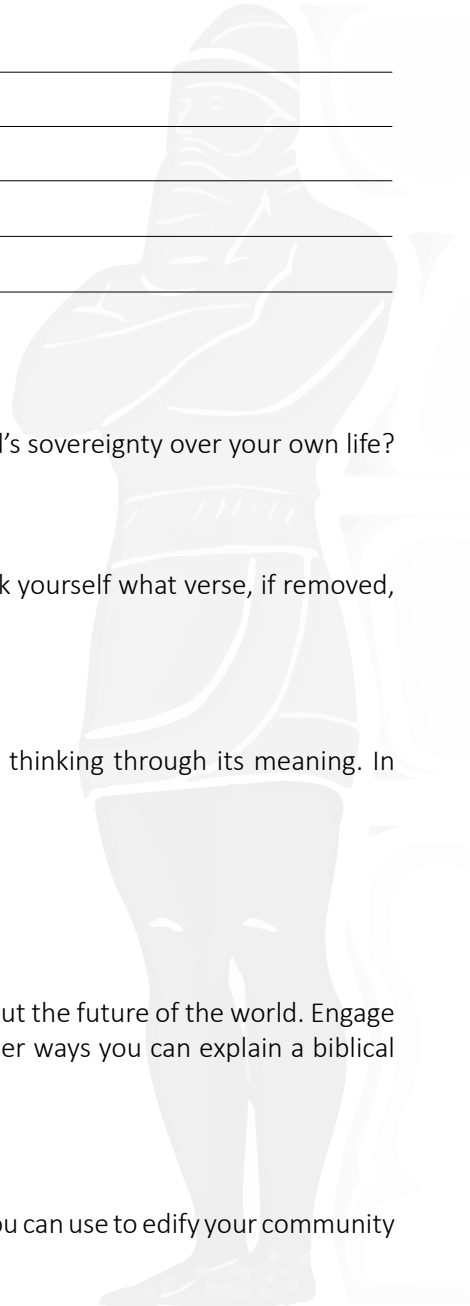 's sovereignty over your own life?
k yourself what verse, if removed,
thinking through its meaning. In
ut the future of the world. Engage
er ways you can explain a biblical
ou can use to edify your community